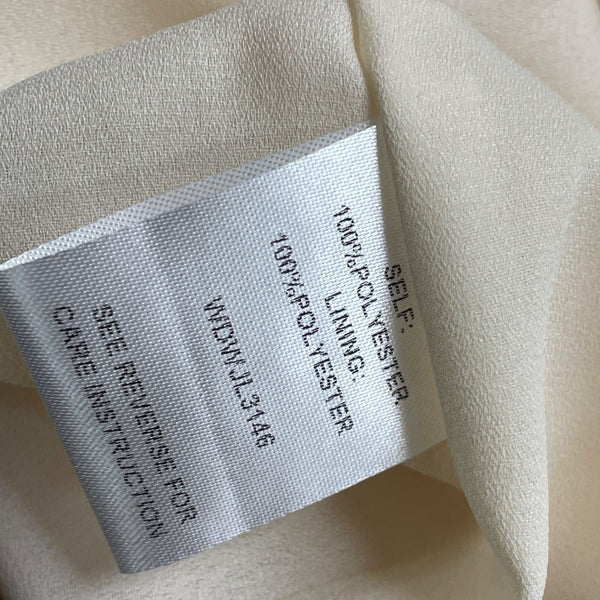 SELF:
100%POLYESTER
LINING:
100%POLYESTER
WDWJL3146
SEE REVERSE FOR
CARE INSTRUCTION